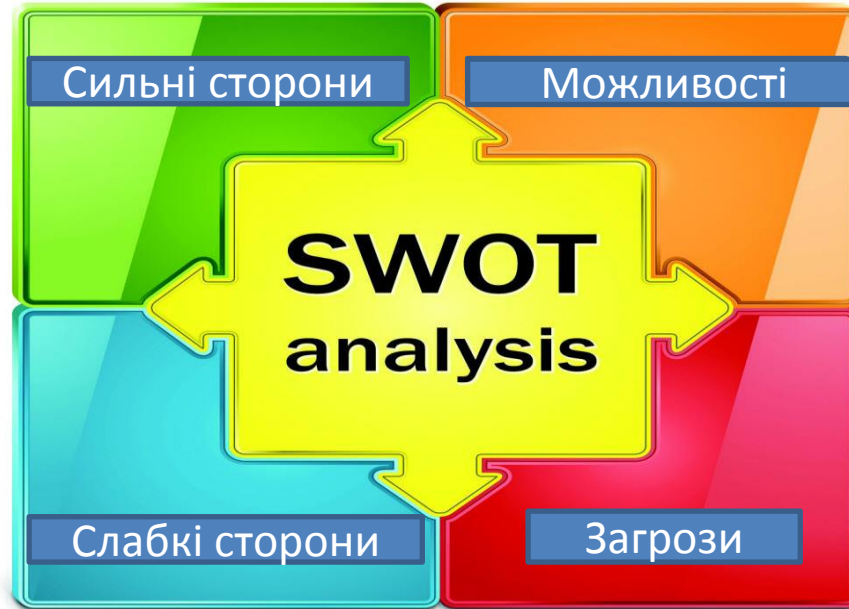 Сильні сторони
Можливості
SWOT
analysis
Слабкі сторони
Загрози